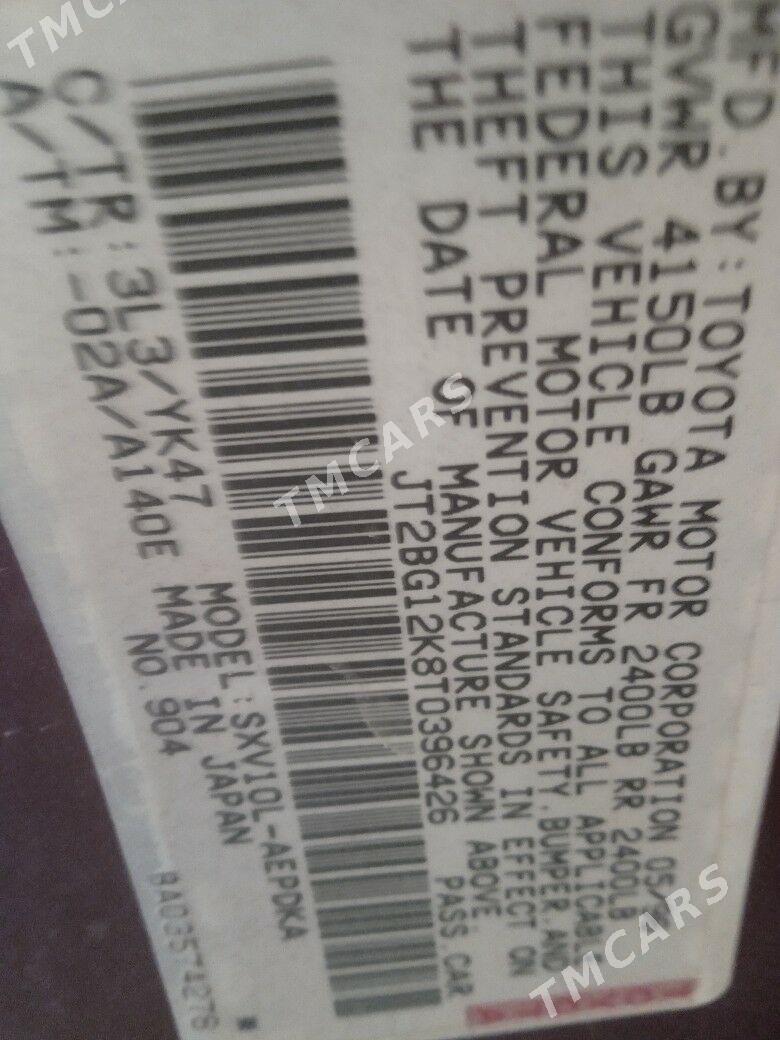 MFD. BY: TOYOTA MOTOR CORPORATION 05/
GVWR 4150LB GAWR FR 2400LB RR 2400LB
THIS VEHICLE CONFORMS TO ALL APPLICABLE
FEDERAL MOTOR VEHICLE SAFETY, BUMPER, AND
THEFT PREVENTION STANDARDS IN EFFECT ON
THE DATE OF MANUFACTURE SHOWN ABOVE.
JT2BG12K8T0396426 PASS.CAR
C/TR: 3L3/YK47 MODEL: SXV10L-AEPDKA
A/TM: -02A/A140E MADE IN JAPAN
NO.904
TMCARS
TMCARS
TMCARS